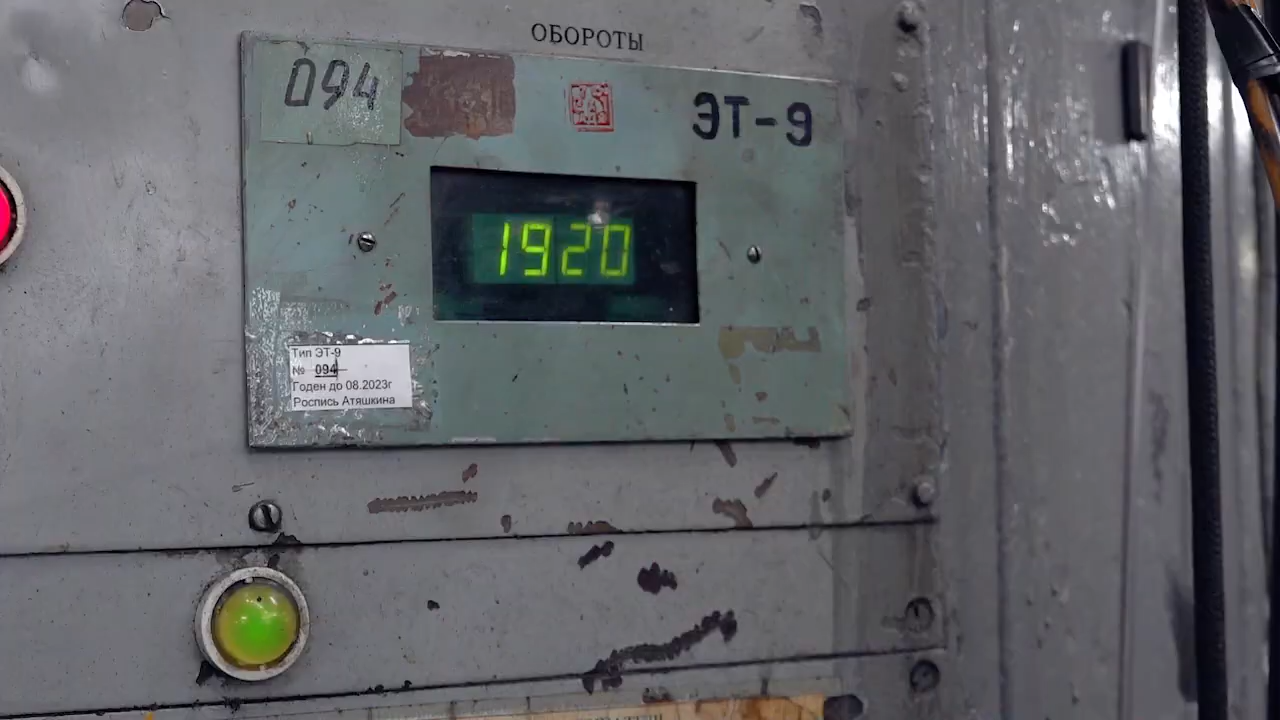 ОБОРОТЫ
094
ЭТ-9
1920
Тип ЭТ-9
№ 094
Годен до 08.2023г
Роспись Атяшкина